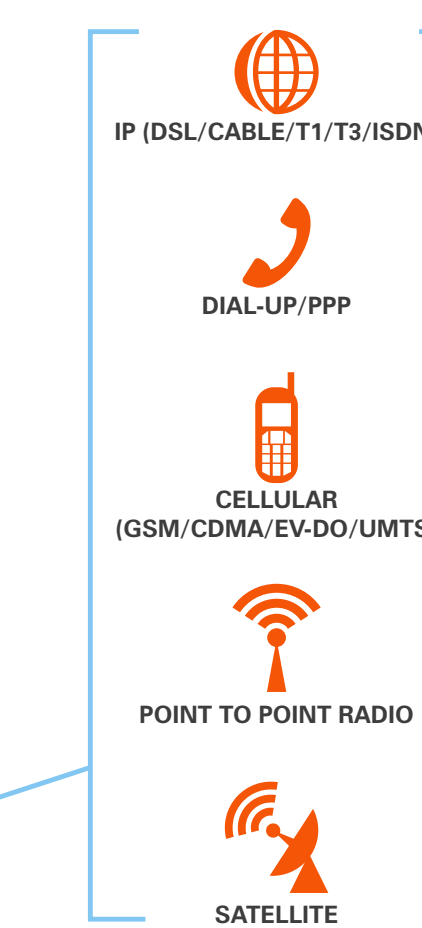 IP (DSL/CABLE/T1/T3/ISDN
DIAL-UP/PPP
CELLULAR
(GSM/CDMA/EV-DO/UMTS
POINT TO POINT RADIO
SATELLITE